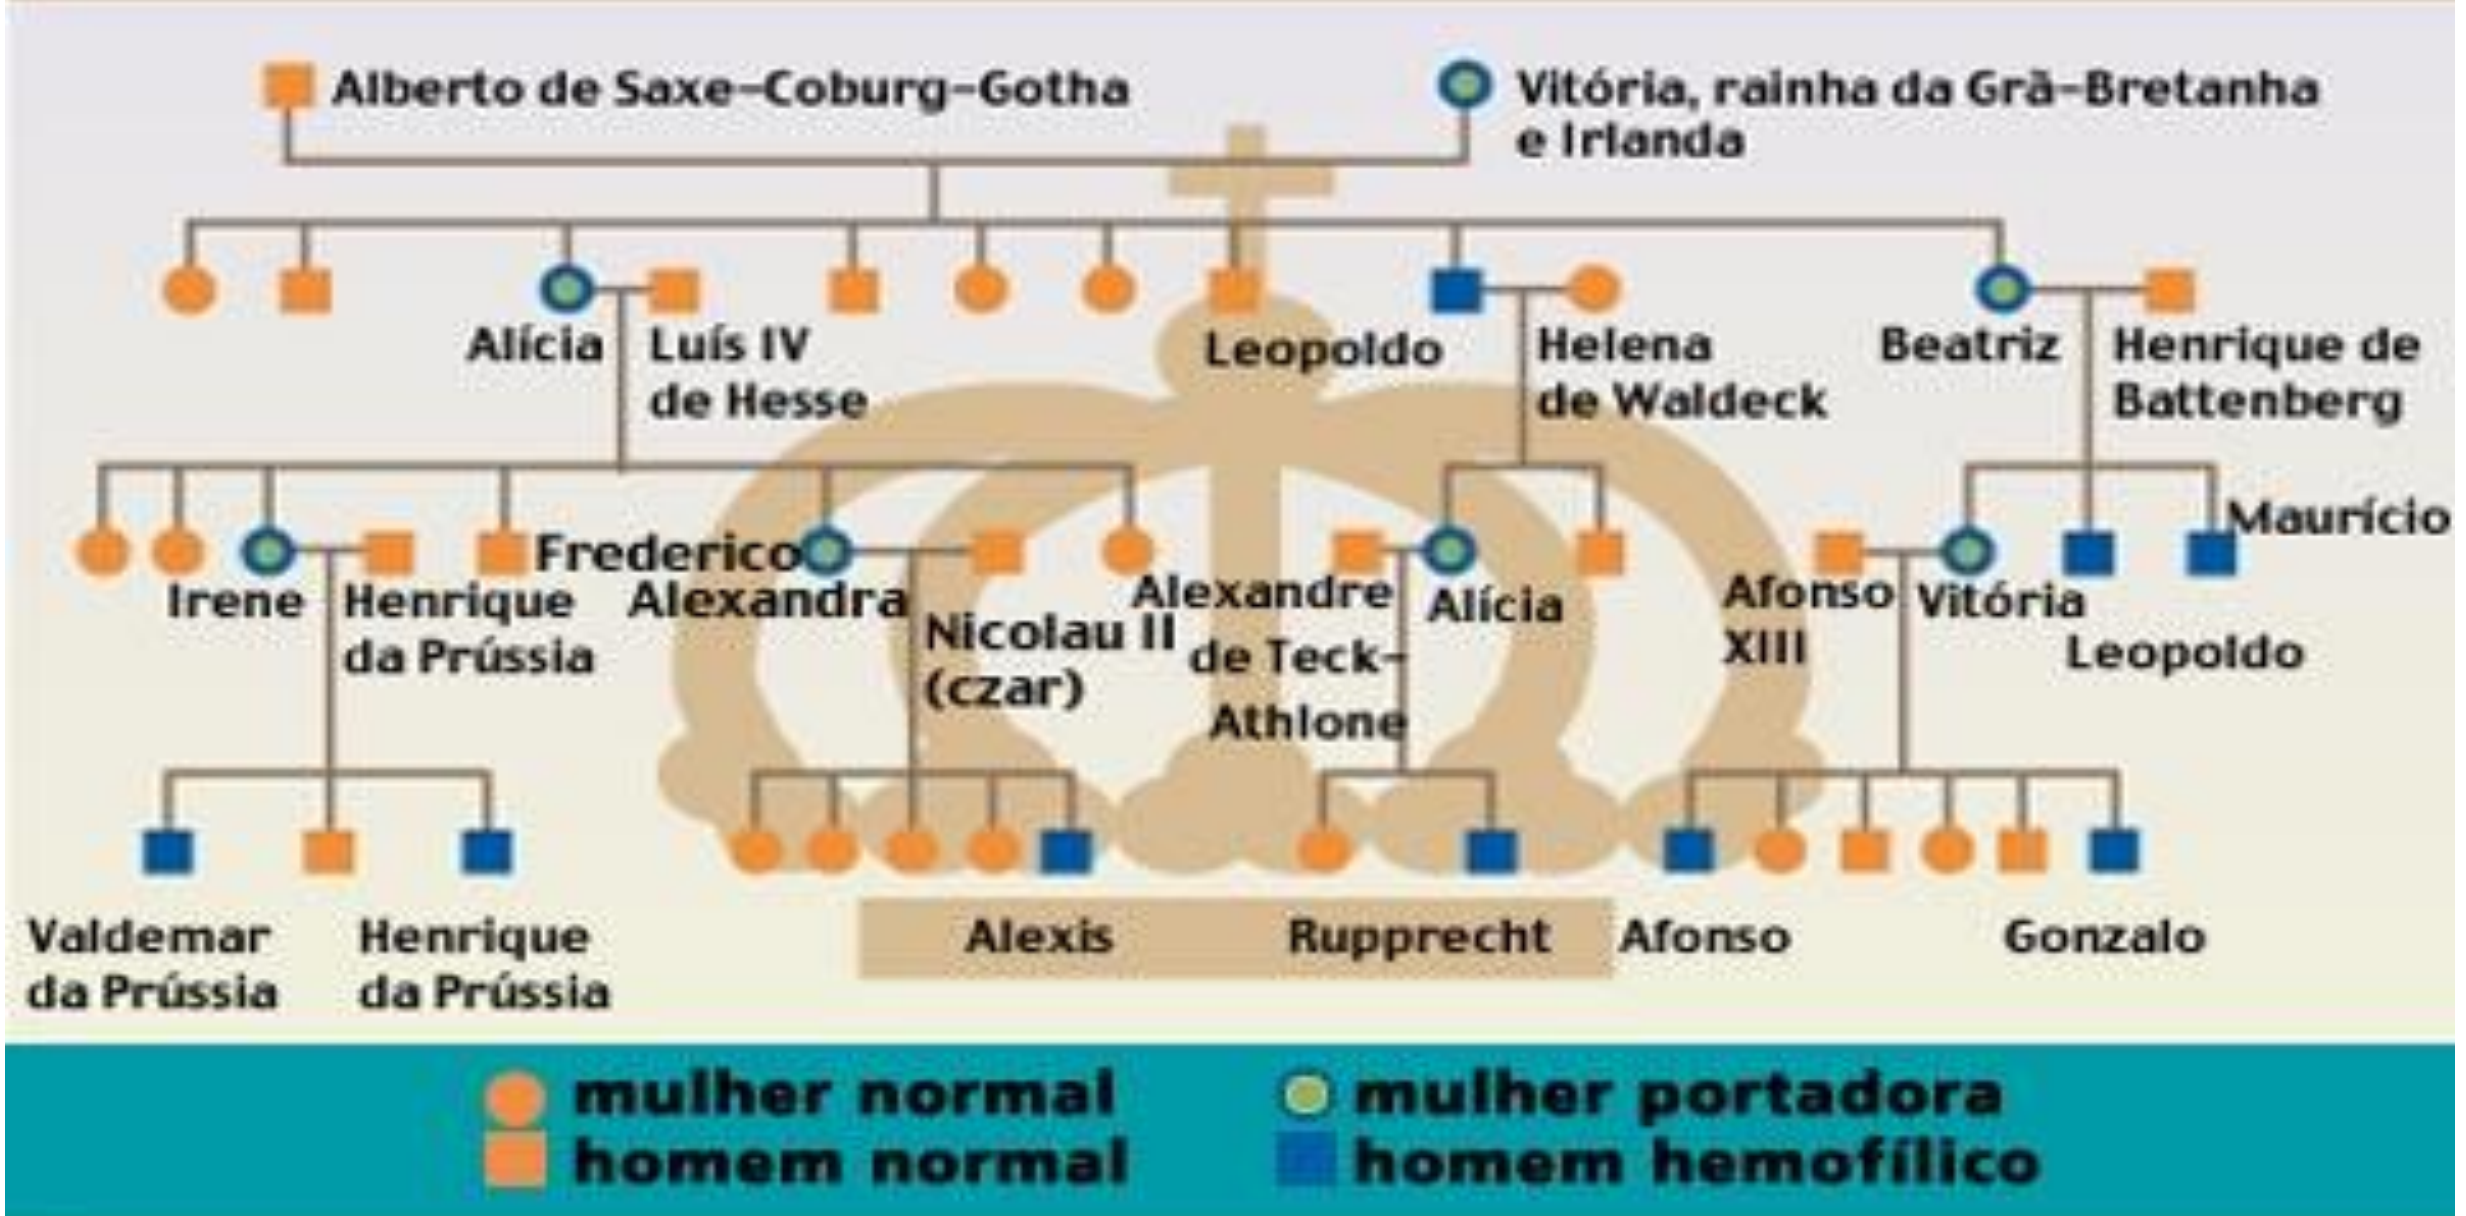 Alberto de Saxe-Coburg-Gotha
Vitória, rainha da Grã-Bretanha
e Irlanda
Alícia
Luís IV
de Hesse
Leopoldo
Helena
de Waldeck
Beatriz
Henrique de
Battenberg
Irene
Henrique
da Prússia
Frederico
Alexandra
Nicolau II
(czar)
Alexandre
de Teck-
Athlone
Alícia
Afonso
XIII
Vitória
Leopoldo
Maurício
Valdemar
da Prússia
Henrique
da Prússia
Alexis
Rupprecht
Afonso
Gonzalo
mulher normal
homem normal
mulher portadora
homem hemofílico